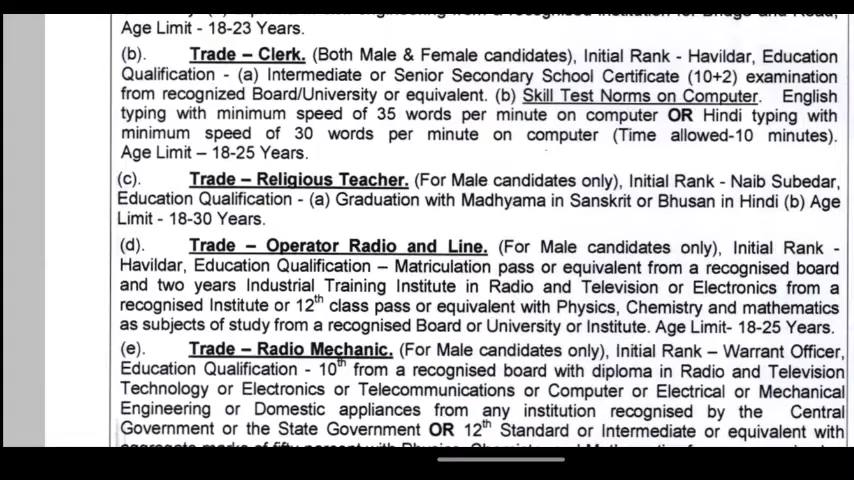 Age Limit - 18-23 Years.
(b). Trade – Clerk. (Both Male & Female candidates), Initial Rank - Havildar, Education
Qualification - (a) Intermediate or Senior Secondary School Certificate (10+2) examination
from recognized Board/University or equivalent. (b) Skill Test Norms on Computer. English
typing with minimum speed of 35 words per minute on computer OR Hindi typing with
minimum speed of 30 words per minute on computer (Time allowed-10 minutes).
Age Limit – 18-25 Years.
(c). Trade – Religious Teacher. (For Male candidates only), Initial Rank - Naib Subedar,
Education Qualification - (a) Graduation with Madhyama in Sanskrit or Bhusan in Hindi (b) Age
Limit - 18-30 Years.
(d). Trade – Operator Radio and Line. (For Male candidates only), Initial Rank -
Havildar, Education Qualification – Matriculation pass or equivalent from a recognised board
and two years Industrial Training Institute in Radio and Television or Electronics from a
recognised Institute or 12th class pass or equivalent with Physics, Chemistry and mathematics
as subjects of study from a recognised Board or University or Institute. Age Limit- 18-25 Years.
(e). Trade – Radio Mechanic. (For Male candidates only), Initial Rank – Warrant Officer,
Education Qualification - 10th from a recognised board with diploma in Radio and Television
Technology or Electronics or Telecommunications or Computer or Electrical or Mechanical
Engineering or Domestic appliances from any institution recognised by the Central
Government or the State Government OR 12th Standard or Intermediate or equivalent with